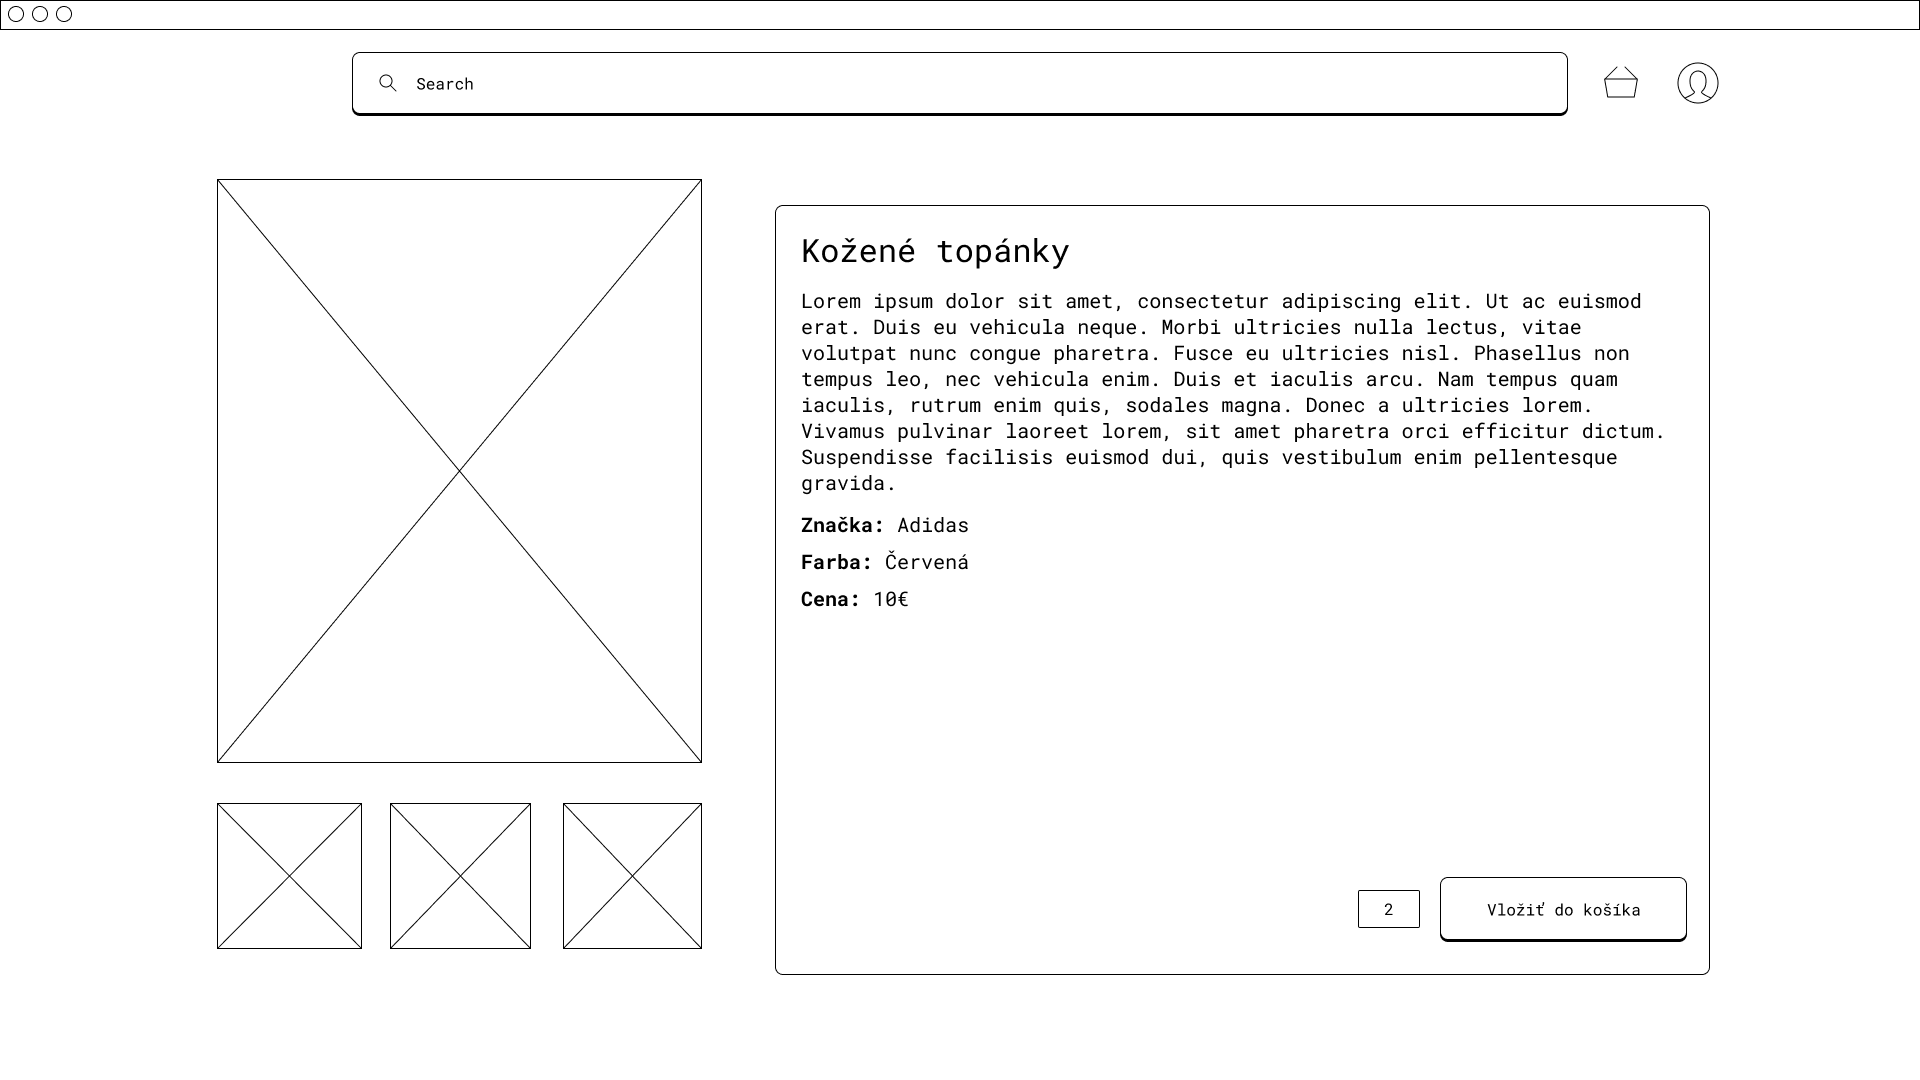 Search
Kožené topánky
Lorem ipsum dolor sit amet, consectetur adipiscing elit. Ut ac euismod
erat. Duis eu vehicula neque. Morbi ultricies nulla lectus, vitae
volutpat nunc congue pharetra. Fusce eu ultricies nisl. Phasellus non
tempus leo, nec vehicula enim. Duis et iaculis arcu. Nam tempus quam
iaculis, rutrum enim quis, sodales magna. Donec a ultricies lorem.
Vivamus pulvinar laoreet lorem, sit amet pharetra orci efficitur dictum.
Suspendisse facilisis euismod dui, quis vestibulum enim pellentesque
gravida.
Značka: Adidas
Farba: Červená
Cena: 10€
2
Vložiť do košíka